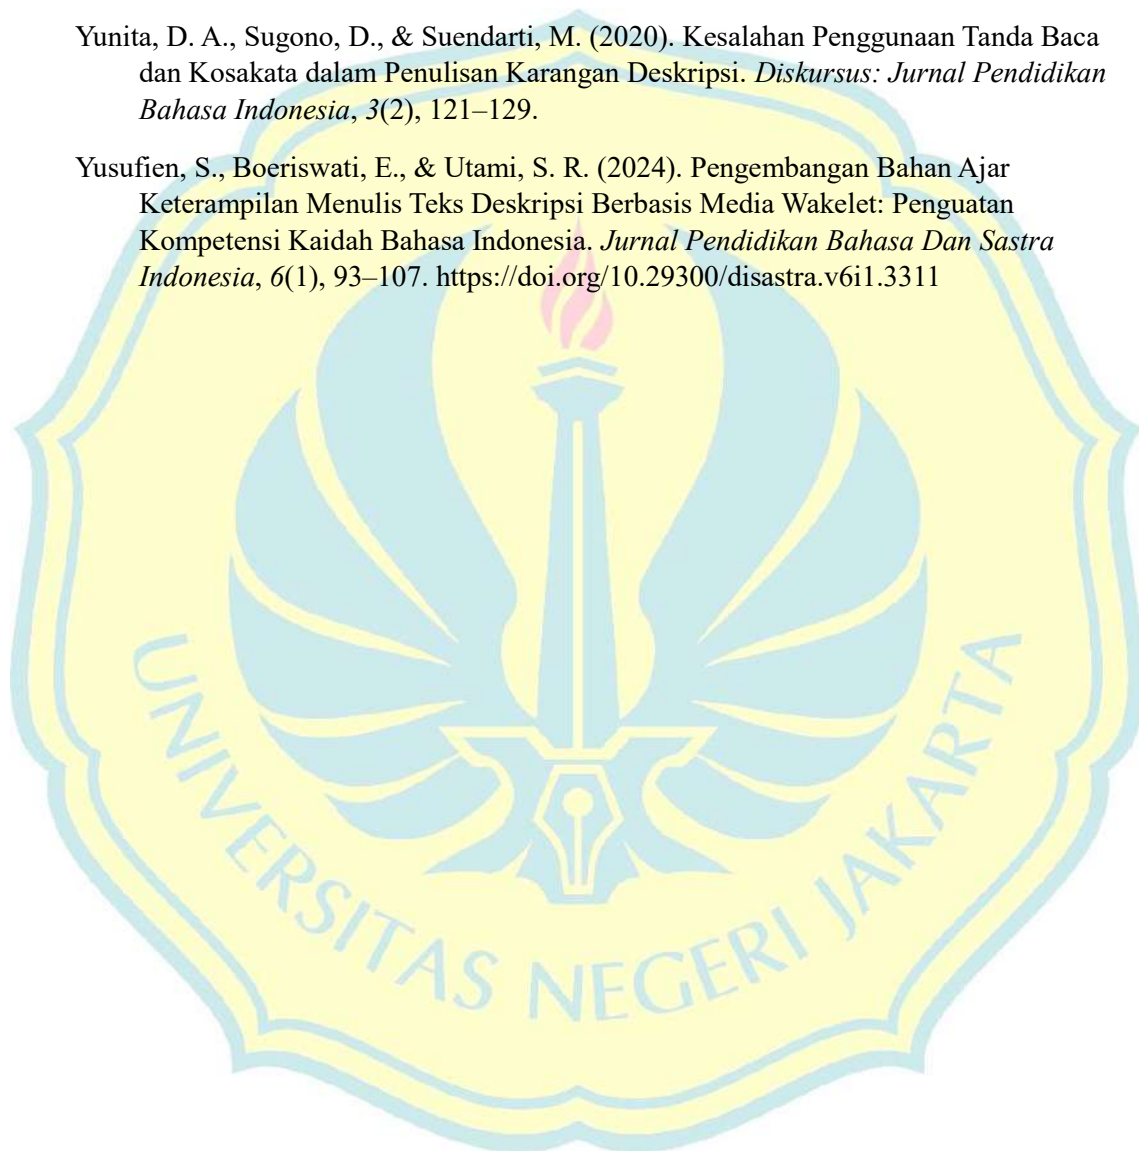 Yunita, D. A., Sugono, D., & Suendarti, M. (2020). Kesalahan Penggunaan Tanda Baca
dan Kosakata dalam Penulisan Karangan Deskripsi. Diskursus: Jurnal Pendidikan
Bahasa Indonesia, 3(2), 121–129.
Yusufien, S., Boeriswati, E., & Utami, S. R. (2024). Pengembangan Bahan Ajar
Keterampilan Menulis Teks Deskripsi Berbasis Media Wakelet: Penguatan
Kompetensi Kaidah Bahasa Indonesia. Jurnal Pendidikan Bahasa Dan Sastra
Indonesia, 6(1), 93–107. https://doi.org/10.29300/disastra.v6i1.3311
UNIVERSITAS NEGERI JAKARTA